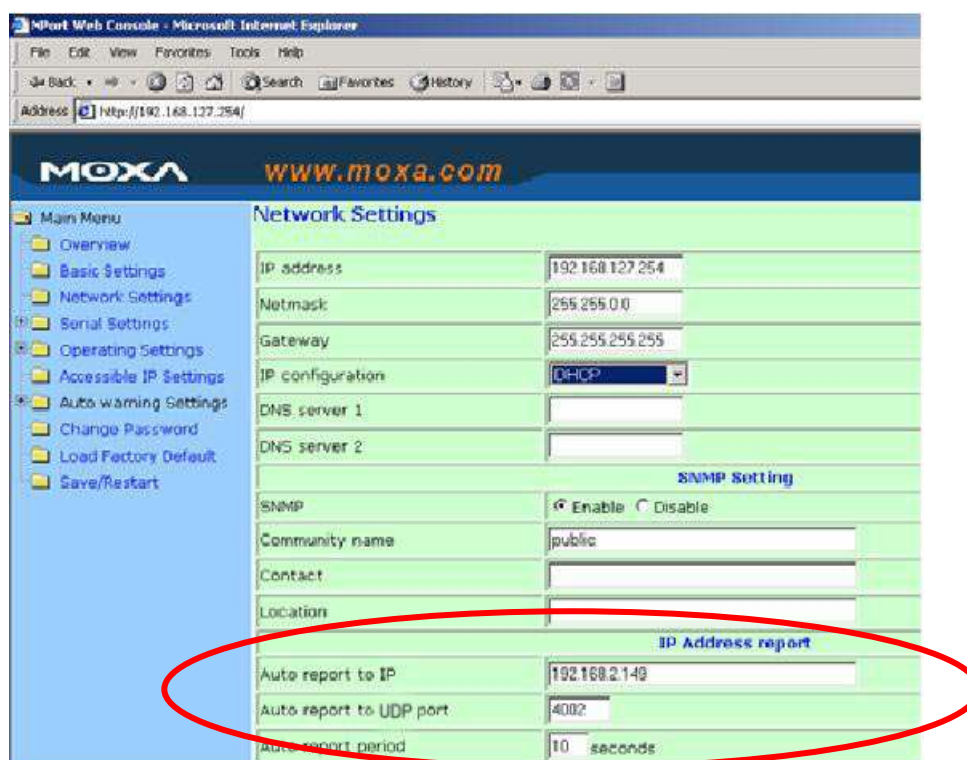 NPort Web Console - Microsoft Internet Explorer
File Edit View Favorites Tools Help
Back Search Favorites History
Address http://192.168.127.254/
MOXA www.moxa.com
Main Menu
Overview
Basic Settings
Network Settings
Serial Settings
Operating Settings
Accessible IP Settings
Auto warning Settings
Change Password
Load Factory Default
Save/Restart
Network Settings
IP address 192.168.127.254
Netmask 255.255.0.0
Gateway 255.255.255.255
IP configuration DHCP
DNS server 1
DNS server 2
SNMP Setting
SNMP Enable Disable
Community name public
Contact
Location
IP Address report
Auto report to IP 192.168.2.149
Auto report to UDP port 4002
Auto report period 10 seconds